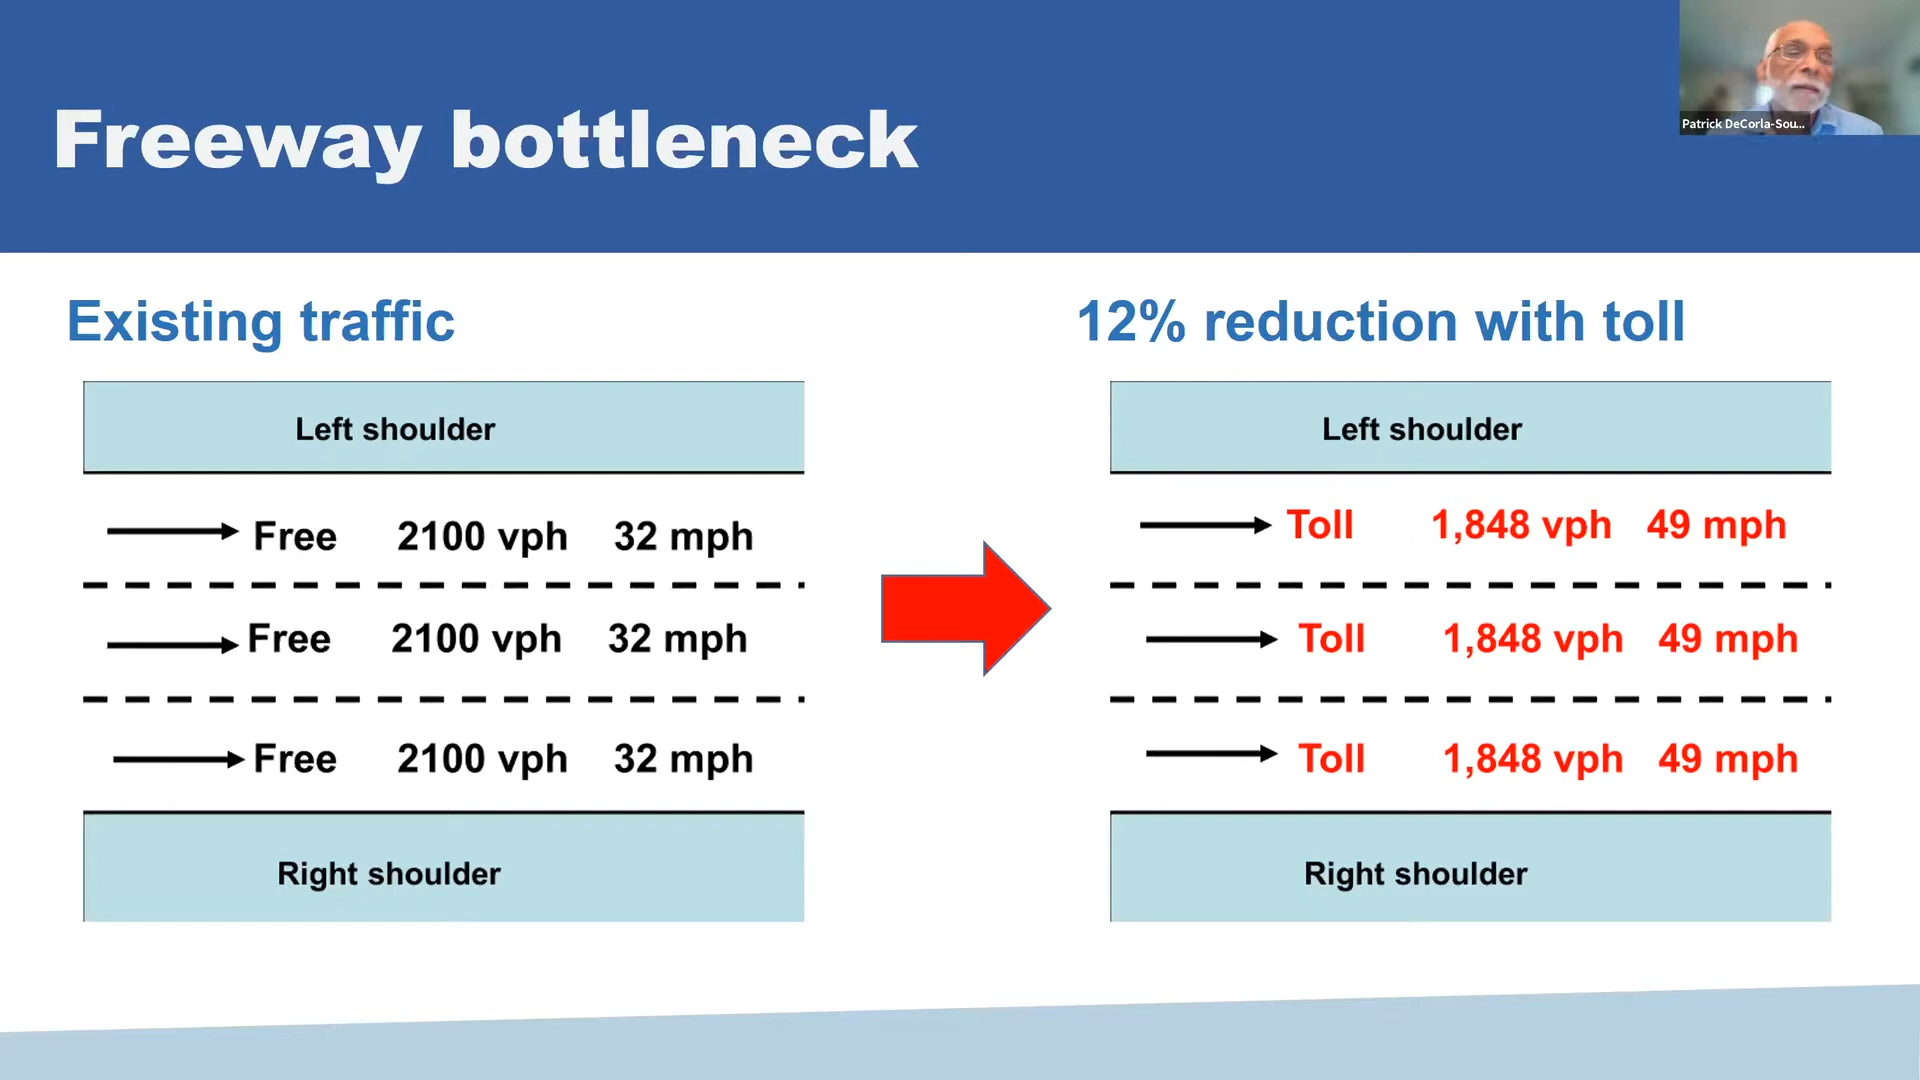 Freeway bottleneck
Patrick DeCorla-Sou...
Existing traffic
Left shoulder
Free 2100 vph 32 mph
Free 2100 vph 32 mph
Free 2100 vph 32 mph
Right shoulder
12% reduction with toll
Left shoulder
Toll 1,848 vph 49 mph
Toll 1,848 vph 49 mph
Toll 1,848 vph 49 mph
Right shoulder